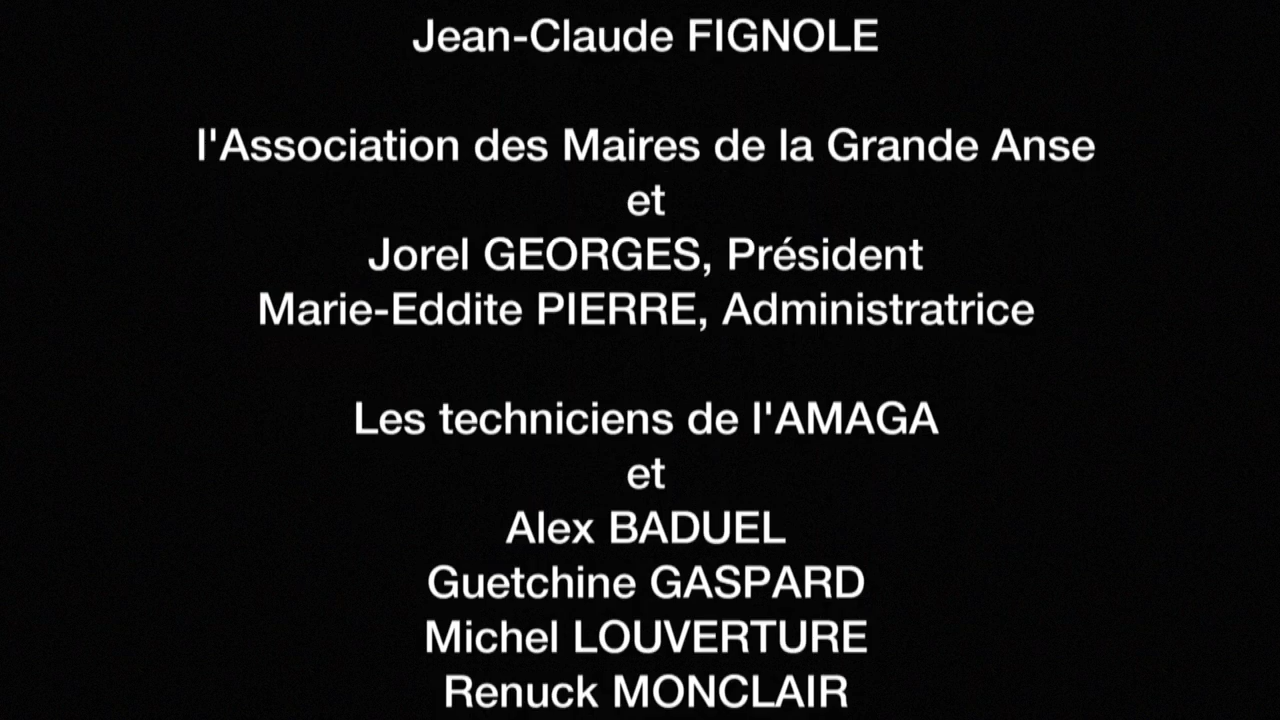 Jean-Claude FIGNOLE
l'Association des Maires de la Grande Anse
et
Jorel GEORGES, Président
Marie-Eddite PIERRE, Administratrice
Les techniciens de l'AMAGA
et
Alex BADUEL
Guetchine GASPARD
Michel LOUVERTURE
Renuck MONCLAIR